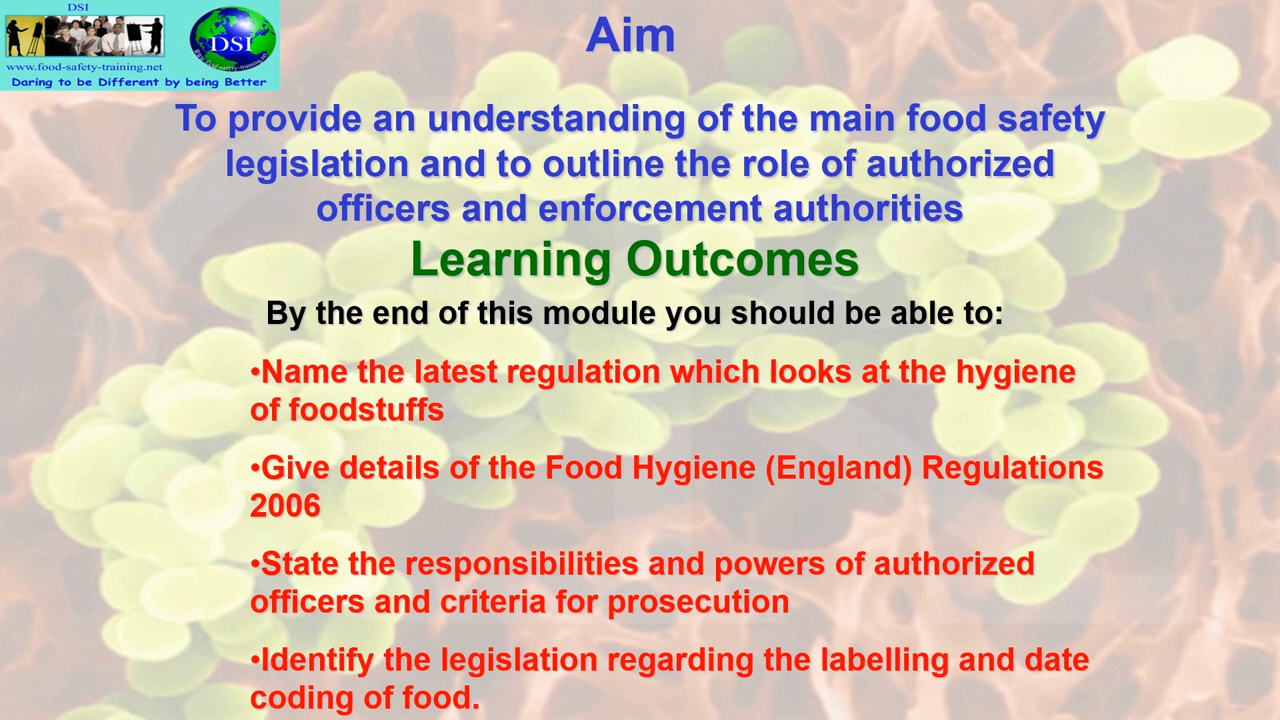 DSI
DSI
www.food-safety-training.net
Daring to be Different by being Better
Aim
To provide an understanding of the main food safety
legislation and to outline the role of authorized
officers and enforcement authorities
Learning Outcomes
By the end of this module you should be able to:
•Name the latest regulation which looks at the hygiene
of foodstuffs
•Give details of the Food Hygiene (England) Regulations
2006
•State the responsibilities and powers of authorized
officers and criteria for prosecution
•Identify the legislation regarding the labelling and date
coding of food.